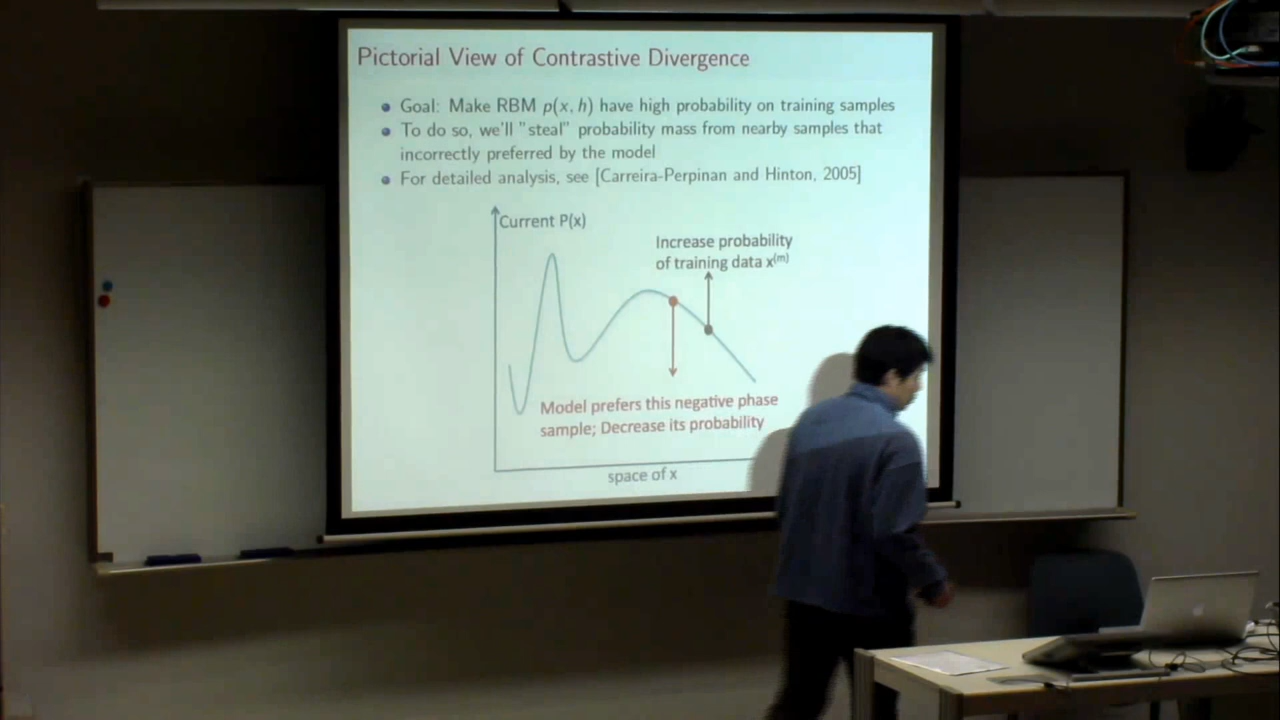 Pictorial View of Contrastive Divergence
Goal: Make RBM p(x, h) have high probability on training samples
To do so, we'll "steal" probability mass from nearby samples that
incorrectly preferred by the model
For detailed analysis, see [Carreira-Perpinan and Hinton, 2005]
Current P(x)
Increase probability
of training data x(m)
Model prefers this negative phase
sample; Decrease its probability
space of x